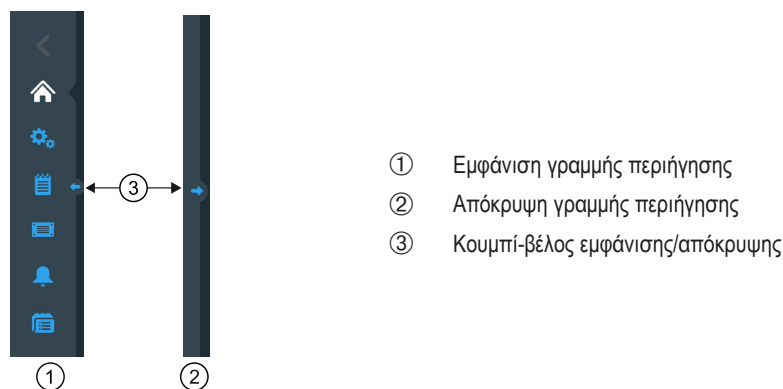 ③
① ②
① Εμφάνιση γραμμής περιήγησης
② Απόκρυψη γραμμής περιήγησης
③ Κουμπί-βέλος εμφάνισης/απόκρυψης